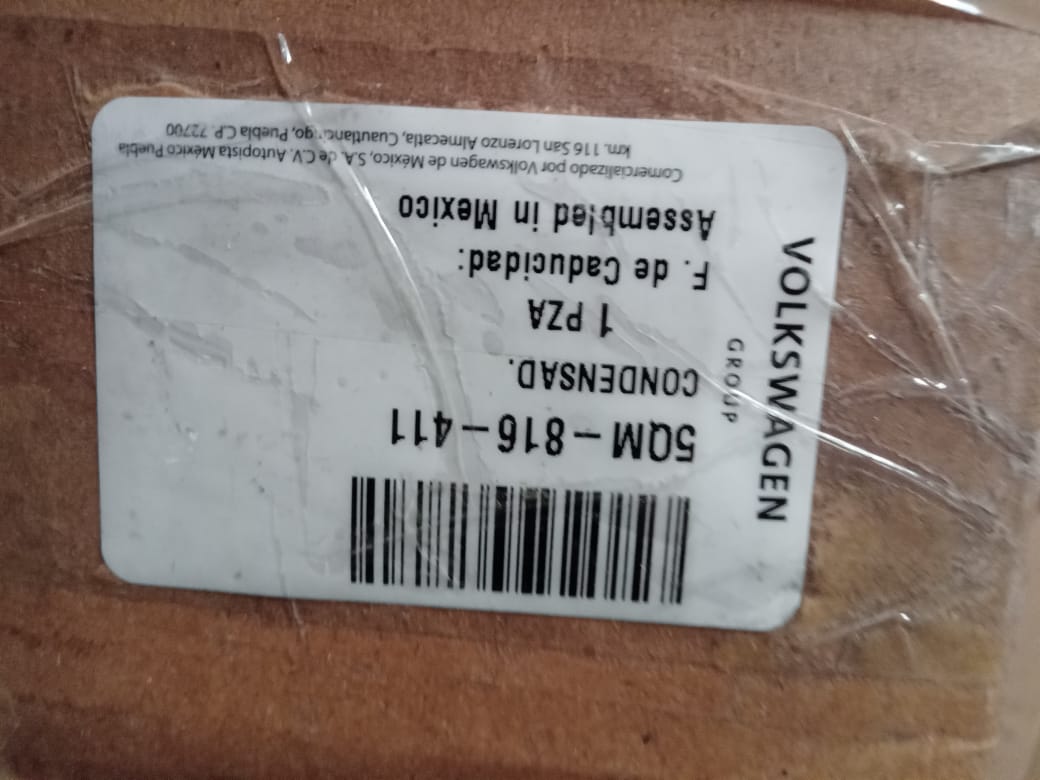 5QM-816-411
CONDENSAD.
1 PZA
F. de Caducidad:
Assembled in Mexico
Comercializado por Volkswagen de México, S.A. de C.V. Autopista México Puebla
km. 116 San Lorenzo Almecatla, Cuautlancingo, Puebla C.P. 72700
VOLKSWAGEN
GROUP